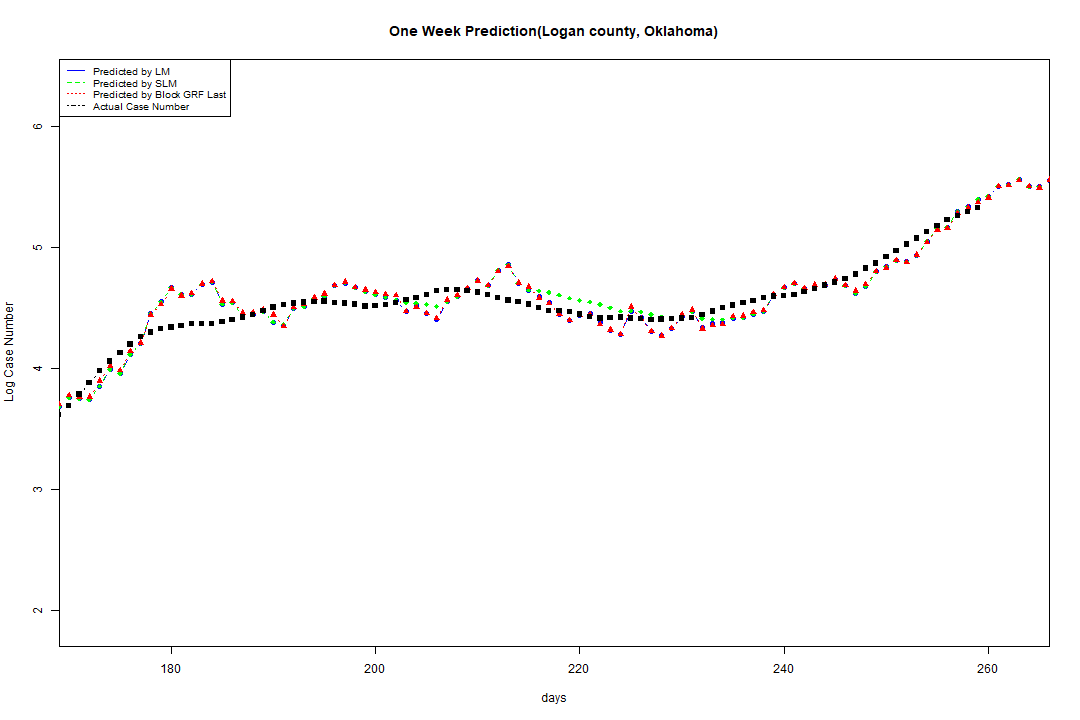 One Week Prediction(Logan county, Oklahoma)
Predicted by LM
Predicted by SLM
Predicted by Block GRF Last
Actual Case Number
6
5
4
3
2
Log Case Number
180 200 220 240 260
days